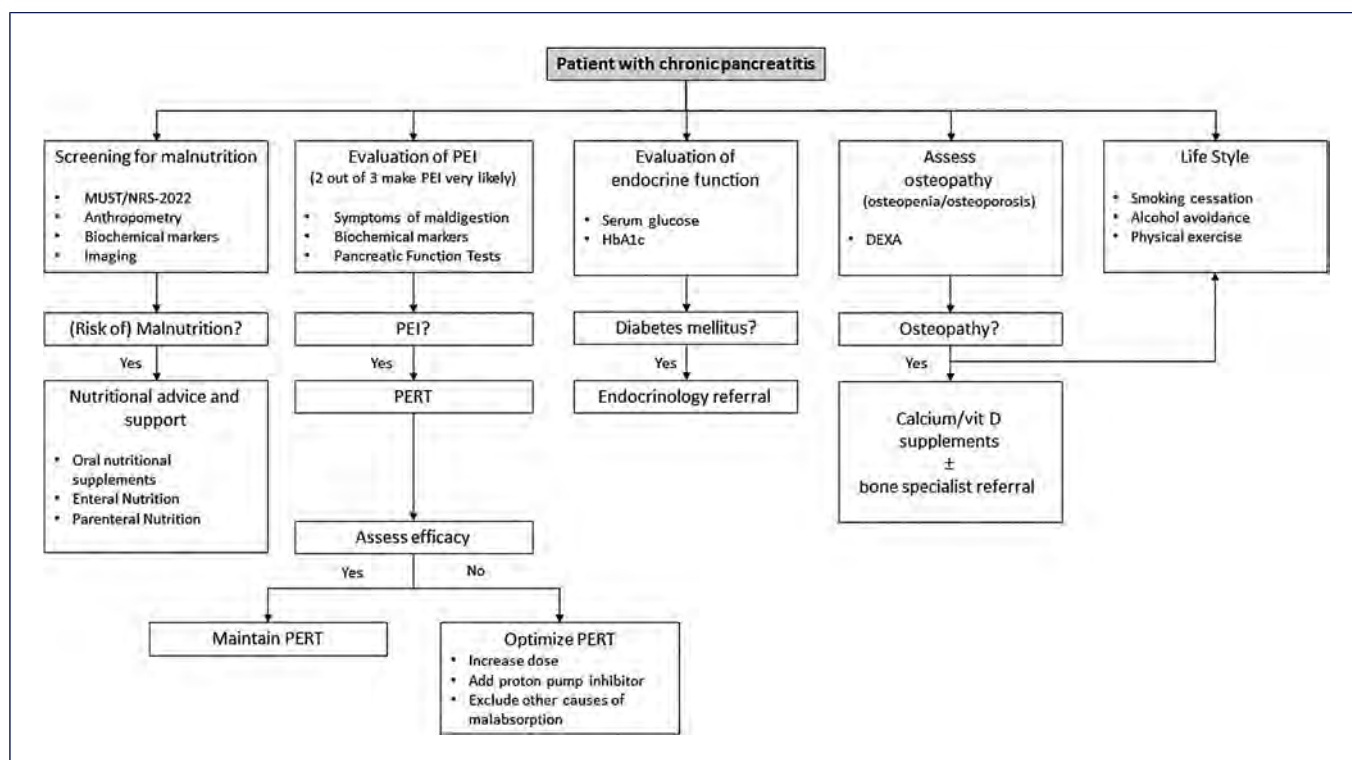 Patient with chronic pancreatitis
Screening for malnutrition
• MUST/NRS-2022
• Anthropometry
• Biochemical markers
• Imaging
Evaluation of PEI
(2 out of 3 make PEI very likely)
• Symptoms of maldigestion
• Biochemical markers
• Pancreatic Function Tests
Evaluation of
endocrine function
• Serum glucose
• HbA1c
Assess
osteopathy
(osteopenia/osteoporosis)
• DEXA
Life Style
• Smoking cessation
• Alcohol avoidance
• Physical exercise
(Risk of) Malnutrition?
PEI?
Diabetes mellitus?
Osteopathy?
Yes
Yes
Yes
Yes
Nutritional advice and
support
• Oral nutritional
supplements
• Enteral Nutrition
• Parenteral Nutrition
PERT
Endocrinology referral
Calcium/vit D
supplements
±
bone specialist referral
Assess efficacy
Yes
No
Maintain PERT
Optimize PERT
• Increase dose
• Add proton pump inhibitor
• Exclude other causes of
malabsorption